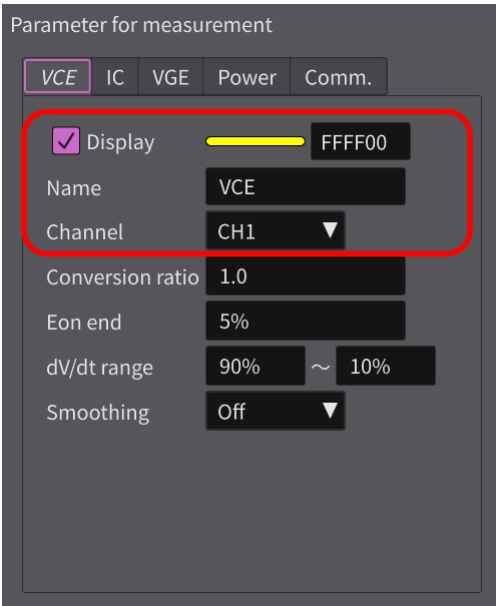 Parameter for measurement
VCE IC VGE Power Comm.
Display FFFF00
Name VCE
Channel CH1 ▼
Conversion ratio 1.0
Eon end 5%
dV/dt range 90% ~ 10%
Smoothing Off ▼